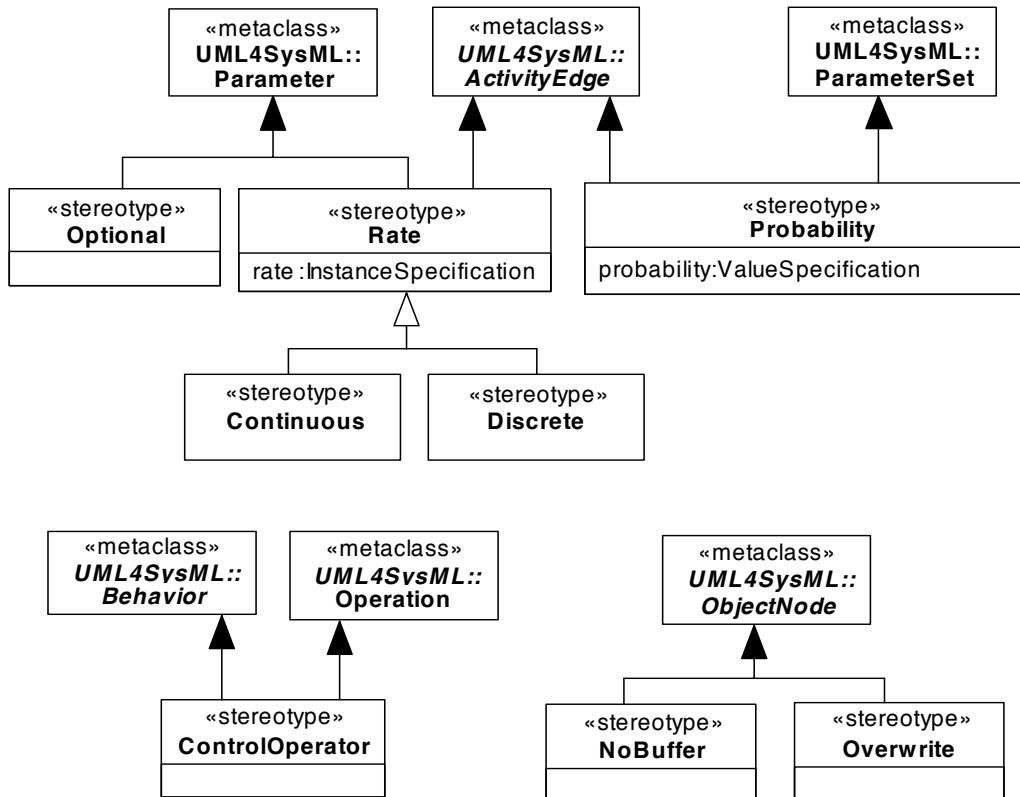 «metaclass»
UML4SysML::
Parameter
«metaclass»
UML4SysML::
ActivityEdge
«metaclass»
UML4SysML::
ParameterSet
«stereotype»
Optional
«stereotype»
Rate
rate :InstanceSpecification
«stereotype»
Probability
probability:ValueSpecification
«stereotype»
Continuous
«stereotype»
Discrete
«metaclass»
UML4SysML::
Behavior
«metaclass»
UML4SysML::
Operation
«metaclass»
UML4SysML::
ObjectNode
«stereotype»
ControlOperator
«stereotype»
NoBuffer
«stereotype»
Overwrite